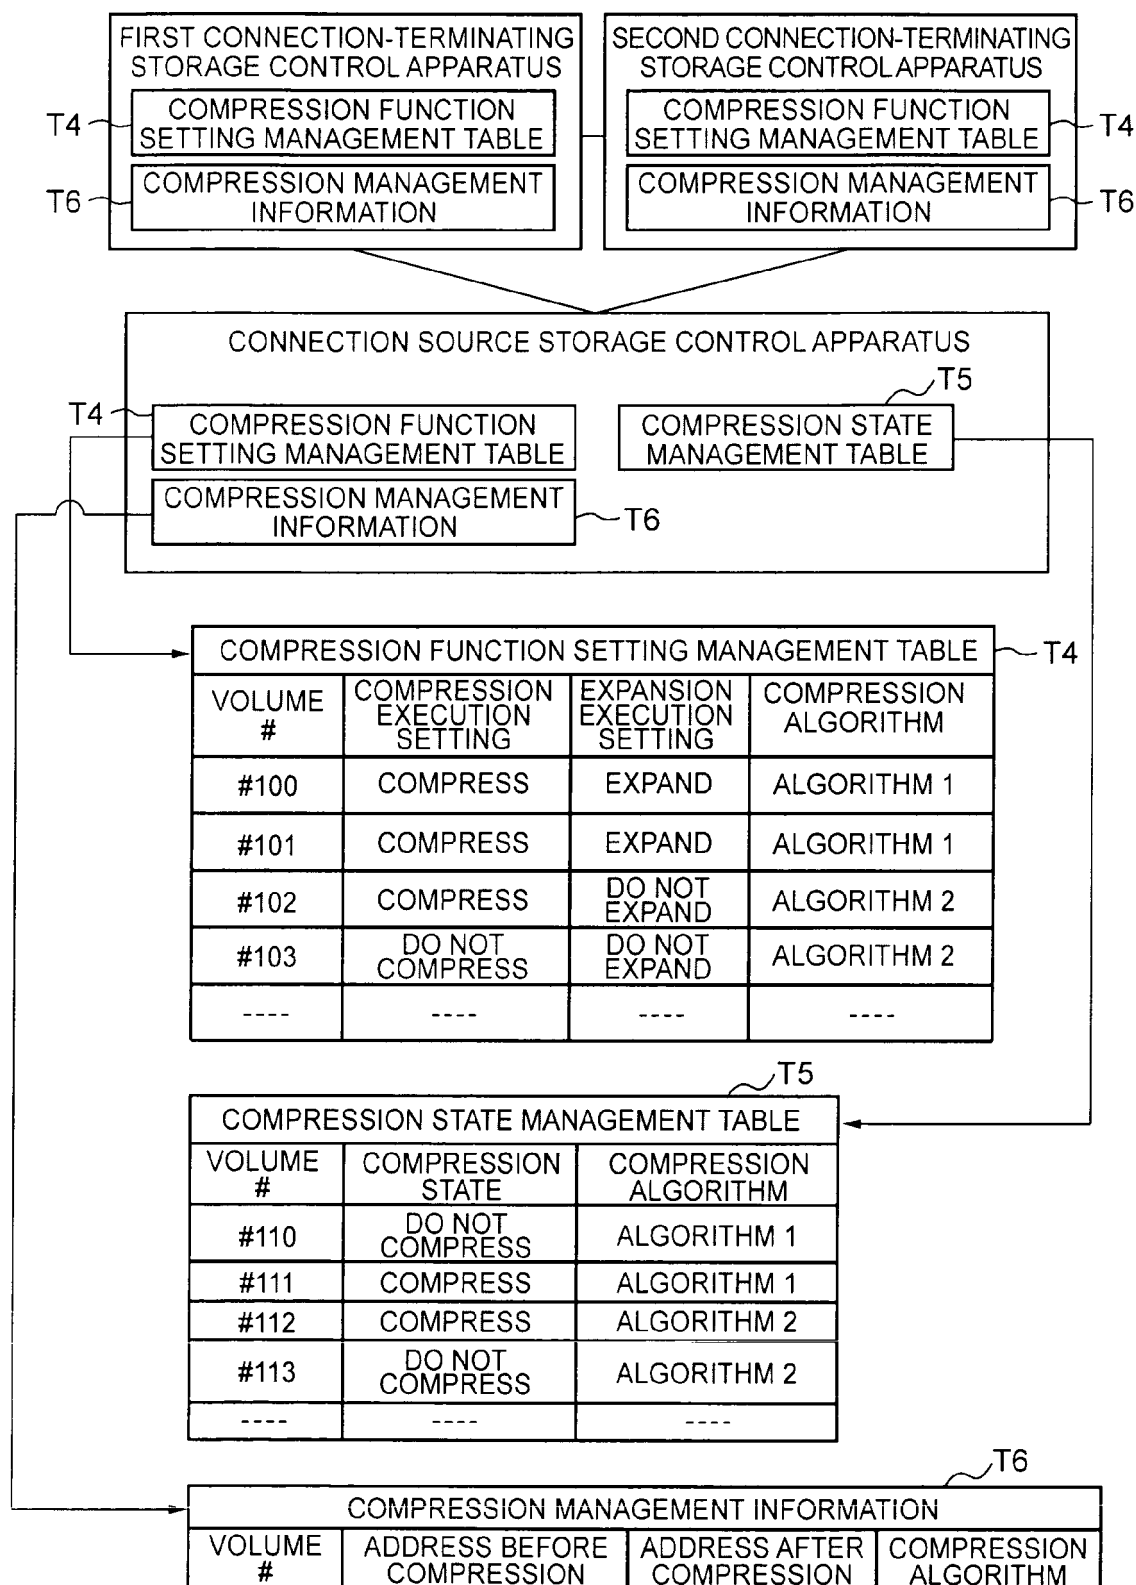 FIRST CONNECTION-TERMINATING
STORAGE CONTROL APPARATUS
COMPRESSION FUNCTION
SETTING MANAGEMENT TABLE
T4
COMPRESSION MANAGEMENT
INFORMATION
T6
SECOND CONNECTION-TERMINATING
STORAGE CONTROL APPARATUS
COMPRESSION FUNCTION
SETTING MANAGEMENT TABLE
T4
COMPRESSION MANAGEMENT
INFORMATION
T6
CONNECTION SOURCE STORAGE CONTROL APPARATUS
T4
COMPRESSION FUNCTION
SETTING MANAGEMENT TABLE
T5
COMPRESSION STATE
MANAGEMENT TABLE
COMPRESSION MANAGEMENT
INFORMATION
T6
COMPRESSION FUNCTION SETTING MANAGEMENT TABLE
T4
VOLUME
#
COMPRESSION
EXECUTION
SETTING
EXPANSION
EXECUTION
SETTING
COMPRESSION
ALGORITHM
#100 COMPRESS EXPAND ALGORITHM 1
#101 COMPRESS EXPAND ALGORITHM 1
#102 COMPRESS DO NOT EXPAND ALGORITHM 2
#103 DO NOT COMPRESS DO NOT EXPAND ALGORITHM 2
---- ---- ---- ----
T5
COMPRESSION STATE MANAGEMENT TABLE
VOLUME
#
COMPRESSION
STATE
COMPRESSION
ALGORITHM
#110 DO NOT COMPRESS ALGORITHM 1
#111 COMPRESS ALGORITHM 1
#112 COMPRESS ALGORITHM 2
#113 DO NOT COMPRESS ALGORITHM 2
---- ---- ----
T6
COMPRESSION MANAGEMENT INFORMATION
VOLUME
#
ADDRESS BEFORE
COMPRESSION
ADDRESS AFTER
COMPRESSION
COMPRESSION
ALGORITHM